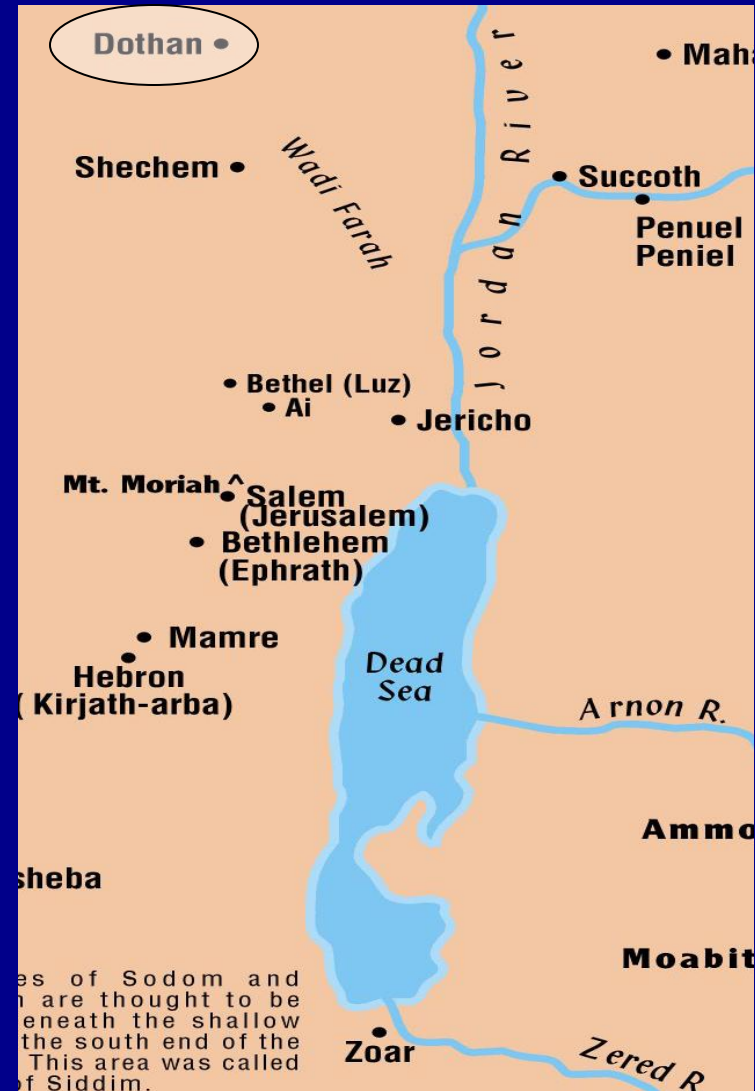 Dothan
Mah
Shechem
Wadi Farah
Jordan River
Succoth
Penuel
Peniel
Bethel (Luz)
Ai
Jericho
Mt. Moriah ^
Salem
(Jerusalem)
Bethlehem
(Ephrath)
Mamre
Hebron
( Kirjath-arba)
Dead
Sea
Arnon R.
Ammo
sheba
Moabit
es of Sodom and
are thought to be
eneath the shallow
the south end of the
This area was called
of Siddim.
Zoar
Zered R